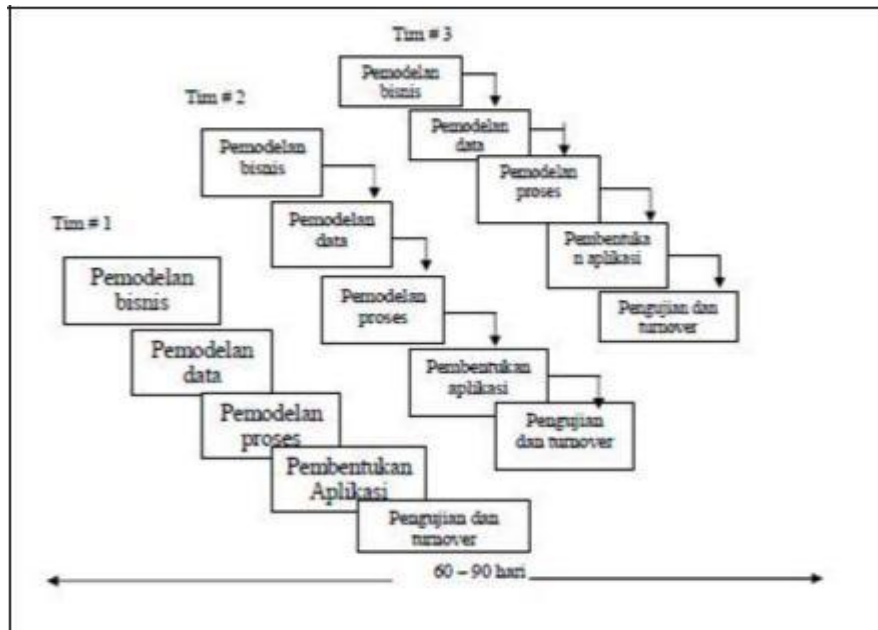 Tim # 3
Pemodelan
bisnis
Pemodelan
data
Pemodelan
proses
Pembentuka
n aplikasi
Pengujian dan
turnover
Tim # 2
Pemodelan
bisnis
Pemodelan
data
Pemodelan
proses
Pembentukan
aplikasi
Pengujian
dan turnover
Tim # 1
Pemodelan
bisnis
Pemodelan
data
Pemodelan
proses
Pembentukan
Aplikasi
Pengujian dan
turnover
60 – 90 hari